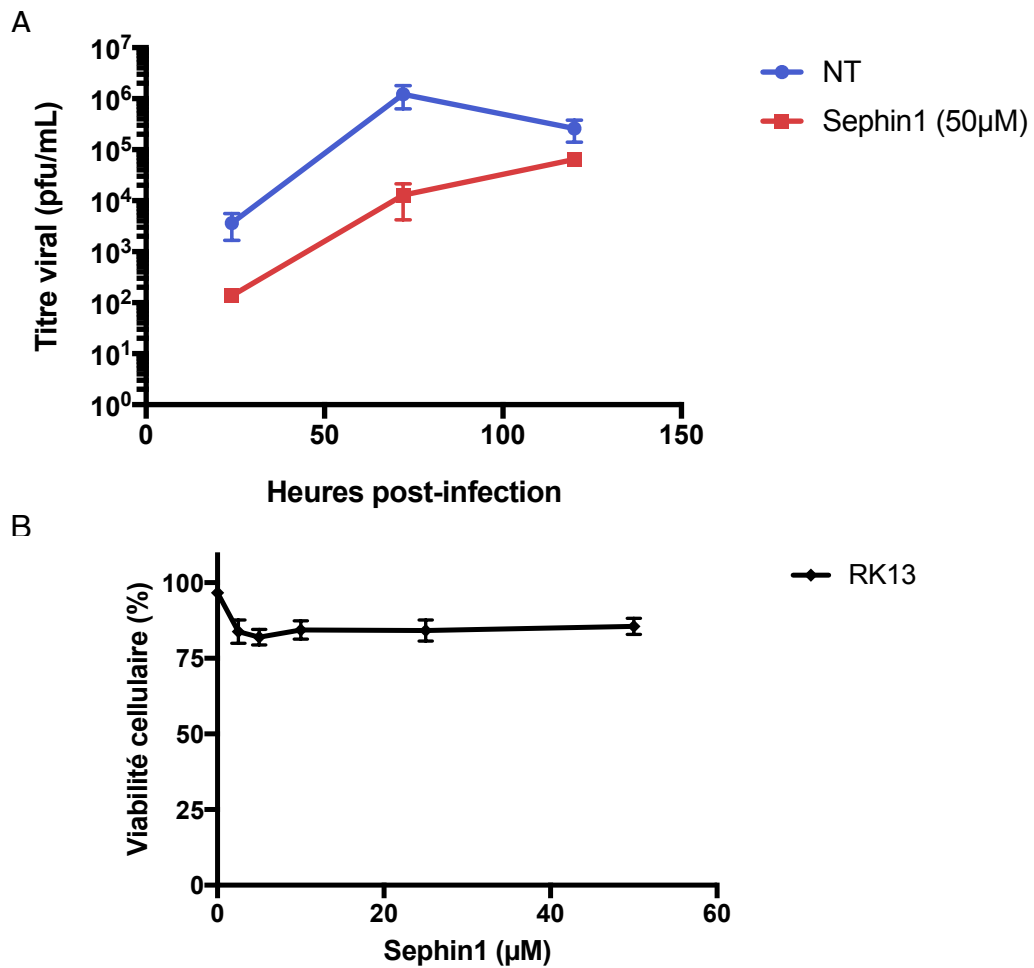 A
Titre viral (pfu/mL)
10⁷
10⁶
10⁵
10⁴
10³
10²
10¹
10⁰
0
50
100
150
Heures post-infection
NT
Sephin1 (50µM)
B
Viabilité cellulaire (%)
100
75
50
25
0
0
20
40
60
Sephin1 (µM)
RK13